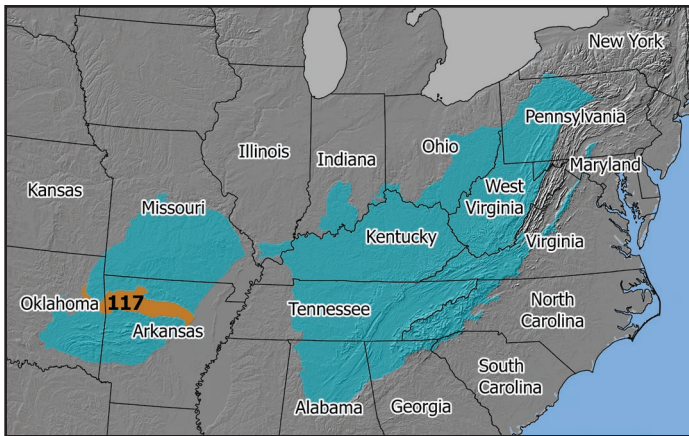 New York
Pennsylvania
Ohio
Illinois
Indiana
Maryland
Kansas
Missouri
West
Virginia
Kentucky
Virginia
Oklahoma
117
Tennessee
North
Carolina
Arkansas
South
Carolina
Alabama
Georgia